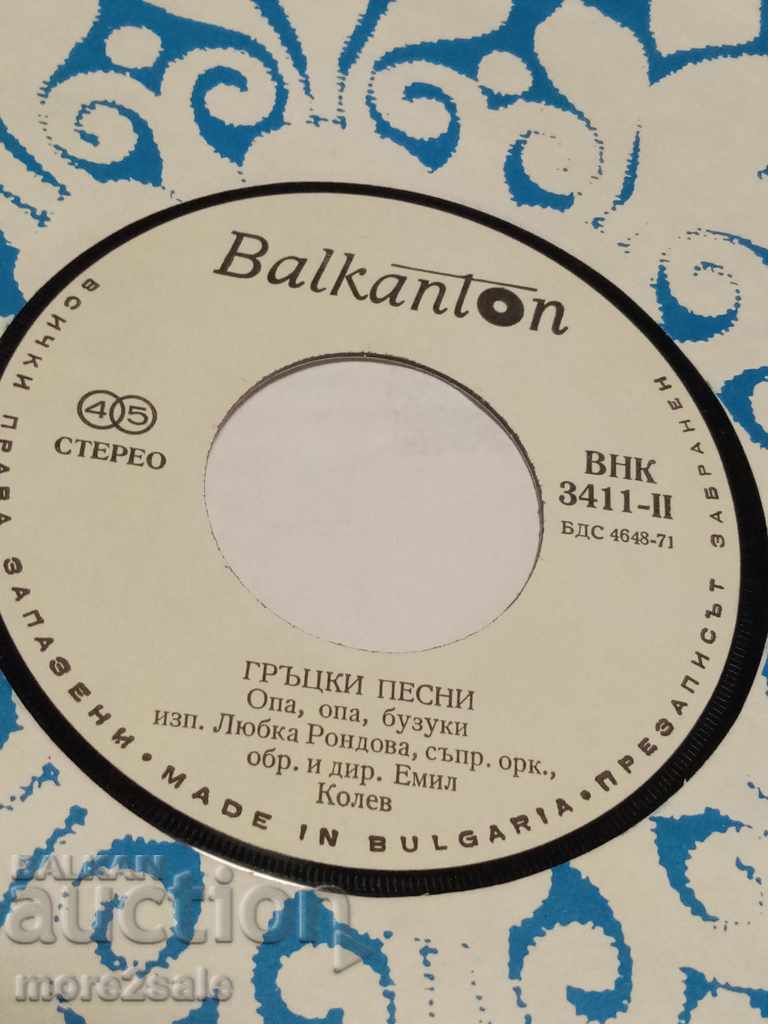 Balkanton
45
СТЕРЕО
ВНК
3411-II
БДС 4648-71
ГРЪЦКИ ПЕСНИ
Опа, опа, бузуки
изп. Любка Рондова, съпр. орк.,
обр. и дир. Емил
Колев
ВСИЧКИ ПРАВА ЗАПАЗЕНИ • MADE IN BULGARIA • ПРЕЗАПИСЪТ ЗАБРАНЕН
BALKAN
auction
more2sale